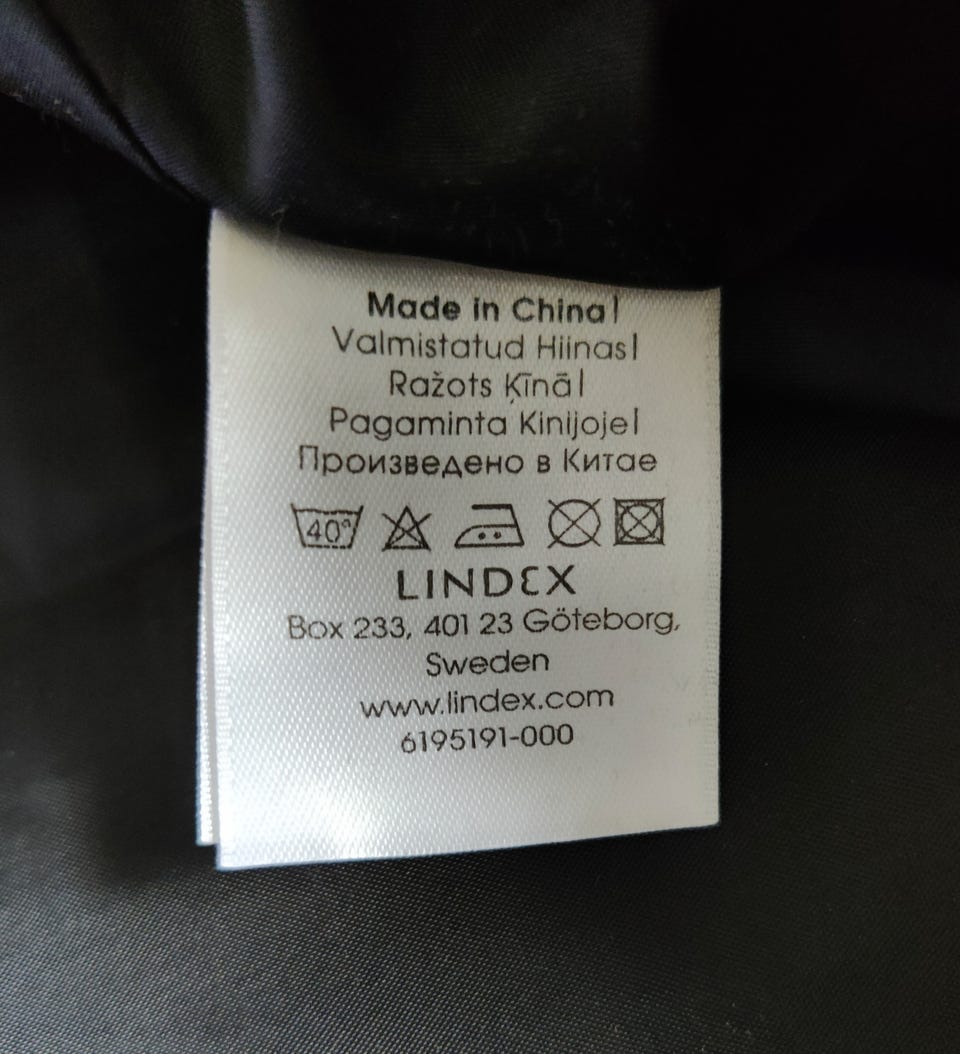 Made in China|
Valmistatud Hiinas|
Ražots Ķīnā|
Pagaminta Kinijoje|
Произведено в Китае
40°
LINDEX
Box 233, 401 23 Göteborg,
Sweden
www.lindex.com
6195191-000